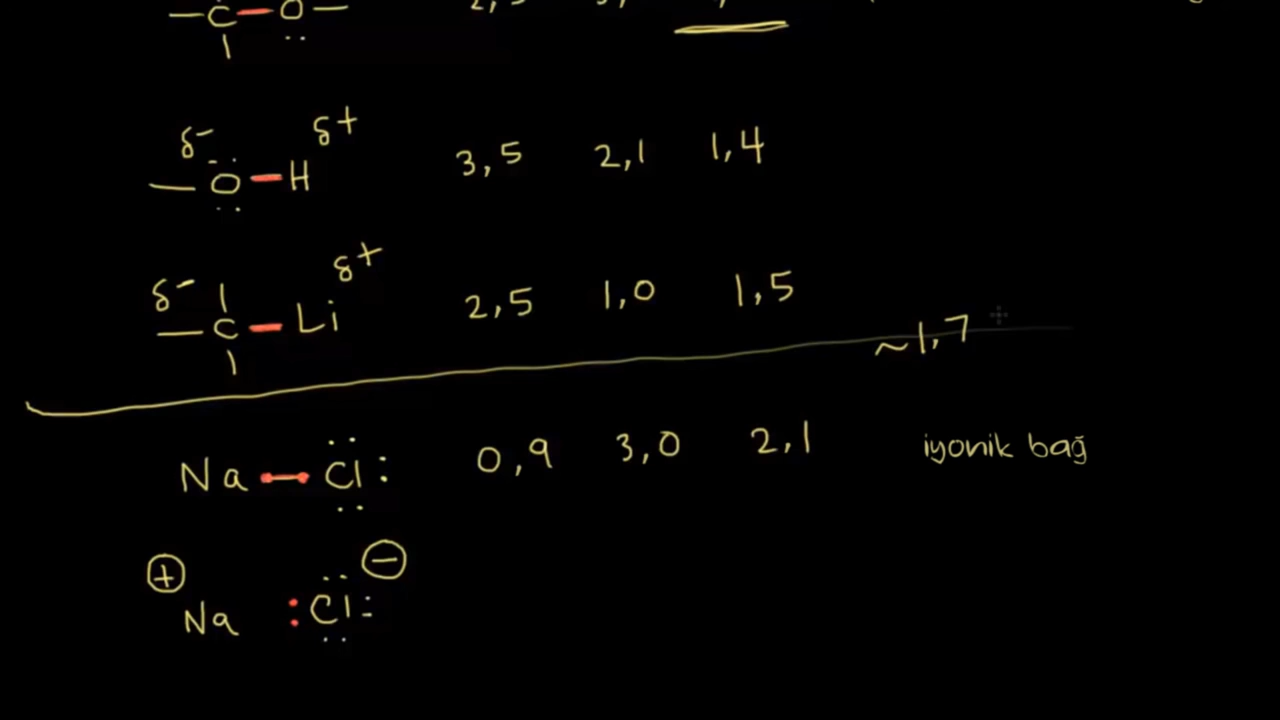 C O
δ- δ+
O H 3,5 2,1 1,4
δ- δ+
C Li 2,5 1,0 1,5
~1,7
Na Cl 0,9 3,0 2,1 iyonik bağ
+ −
Na Cl